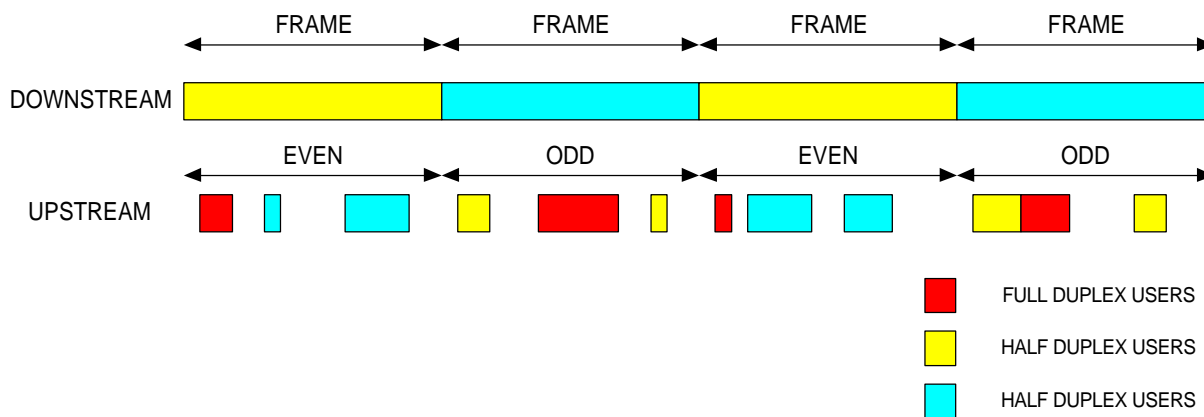 FRAME FRAME FRAME FRAME
DOWNSTREAM
EVEN ODD EVEN ODD
UPSTREAM
FULL DUPLEX USERS
HALF DUPLEX USERS
HALF DUPLEX USERS